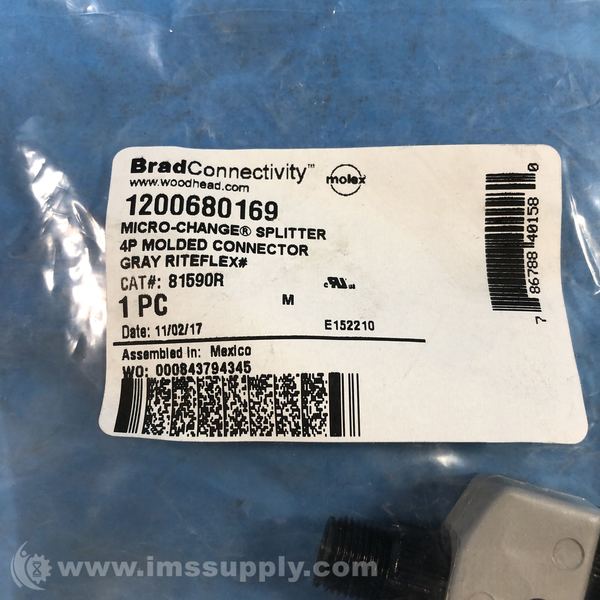 BradConnectivity™
www.woodhead.com
molex
1200680169
MICRO-CHANGE® SPLITTER
4P MOLDED CONNECTOR
GRAY RITEFLEX#
CAT#: 81590R
1 PC
M
Date: 11/02/17
E152210
Assembled in: Mexico
WO: 000843794345
7 86788 40158 0
www.imssupply.com